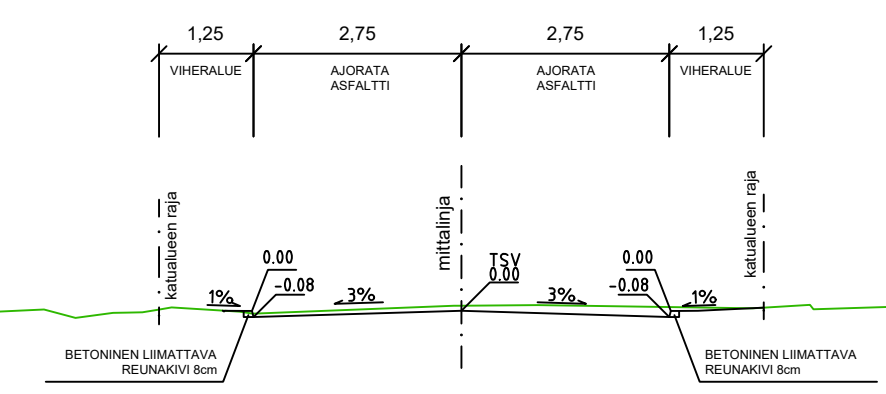 1,25 2,75 2,75 1,25
VIHERALUE AJORATA AJORATA VIHERALUE
ASFALTTI ASFALTTI
katualueen raja
mittalinja
katualueen raja
0.00 TSV 0.00
0.00
1% -0.08 3% 3% -0.08 1%
BETONINEN LIIMATTAVA BETONINEN LIIMATTAVA
REUNAKIVI 8cm REUNAKIVI 8cm